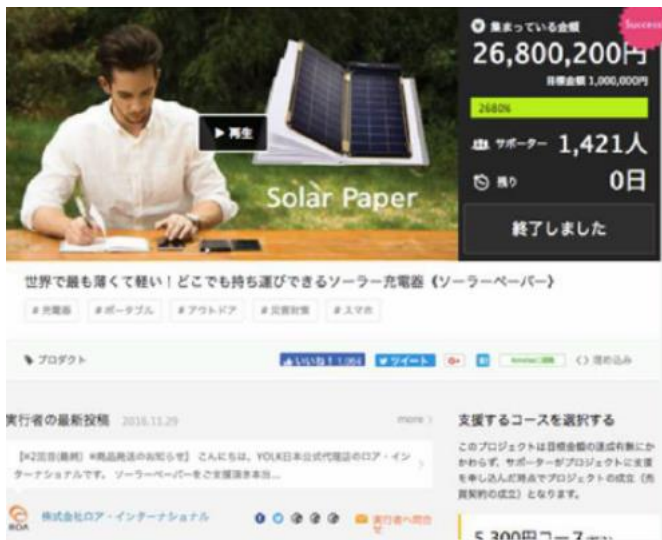 Success
集まっている金額
26,800,200円
目標金額 1,000,000円
2680%
サポーター 1,421人
残り 0日
終了しました
▶再生
Solar Paper
世界で最も薄くて軽い！どこでも持ち運びできるソーラー充電器《ソーラーペーパー》
#充電器 #ポータブル #アウトドア #災害対策 #スマホ
プロダクト
いいね！ 1,064 ツイート G+ B! <> 埋め込み
実行者の最新投稿 2016.11.29 more >
支援するコースを選択する
【※2回目(最終) ※商品発送のお知らせ】 こんにちは、YOLK日本公式代理店のロア・イン
ターナショナルです。 ソーラーペーパーをご支援頂き本当...
このプロジェクトは目標金額の達成有無にか
かわらず、サポーターがプロジェクトに支援
を申し込んだ時点でプロジェクトの成立（売
買契約の成立）となります。
ROA
株式会社ロア・インターナショナル
実行者へ問合
せ
5,300円コース